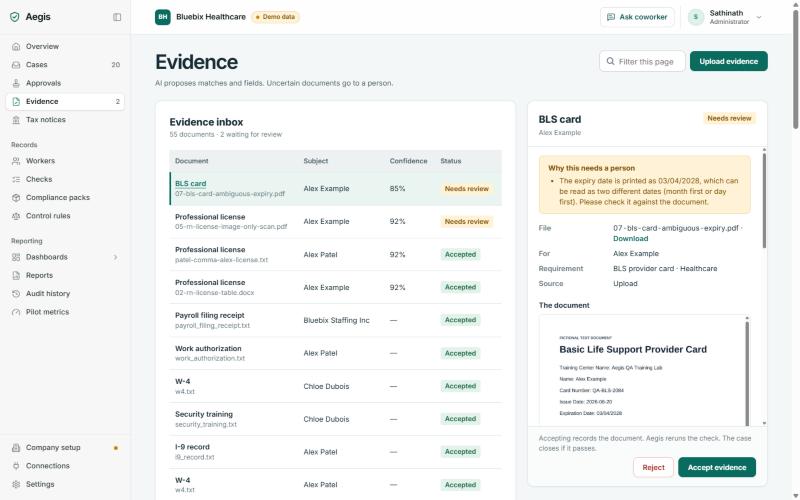 Aegis
Overview
Cases 20
Approvals
Evidence 2
Tax notices
Records
Workers
Checks
Compliance packs
Control rules
Reporting
Dashboards
Reports
Audit history
Pilot metrics
Company setup
Connections
Settings
BH Bluebix Healthcare Demo data
Ask coworker
S Sathinath
Administrator
Evidence
AI proposes matches and fields. Uncertain documents go to a person.
Filter this page
Upload evidence
Evidence inbox
55 documents · 2 waiting for review
Document Subject Confidence Status
BLS card
07-bls-card-ambiguous-expiry.pdf
Alex Example 85% Needs review
Professional license
05-rn-license-image-only-scan.pdf
Alex Example 92% Needs review
Professional license
patel-comma-alex-license.txt
Alex Patel 92% Accepted
Professional license
02-rn-license-table.docx
Alex Example 92% Accepted
Payroll filing receipt
payroll_filing_receipt.txt
Bluebix Staffing Inc — Accepted
Work authorization
work_authorization.txt
Alex Patel — Accepted
W-4
w4.txt
Chloe Dubois — Accepted
Security training
security_training.txt
Chloe Dubois — Accepted
I-9 record
i9_record.txt
Alex Patel — Accepted
W-4
w4.txt
Alex Patel — Accepted
BLS card
Needs review
Alex Example
Why this needs a person
• The expiry date is printed as 03/04/2028, which can
be read as two different dates (month first or day
first). Please check it against the document.
File 07-bls-card-ambiguous-expiry.pdf ·
Download
For Alex Example
Requirement BLS provider card · Healthcare
Source Upload
The document
FICTIONAL TEST DOCUMENT
Basic Life Support Provider Card
Training Center Name: Aegis QA Training Lab
Name: Alex Example
Card Number: QA-BLS-2084
Issue Date: 2026-06-20
Expiration Date: 03/04/2028
Accepting records the document. Aegis reruns the check. The case
closes if it passes.
Reject
Accept evidence